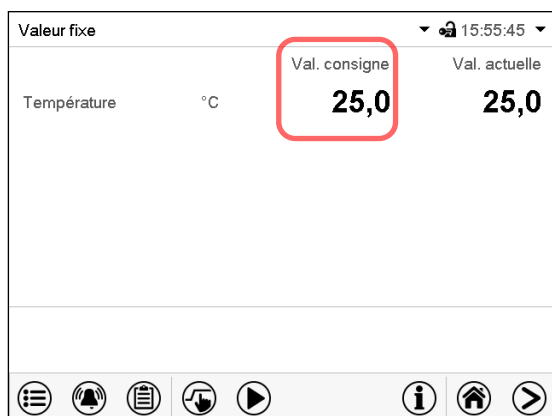 Valeur fixe 15:55:45
Val. consigne Val. actuelle
Température °C 25,0 25,0